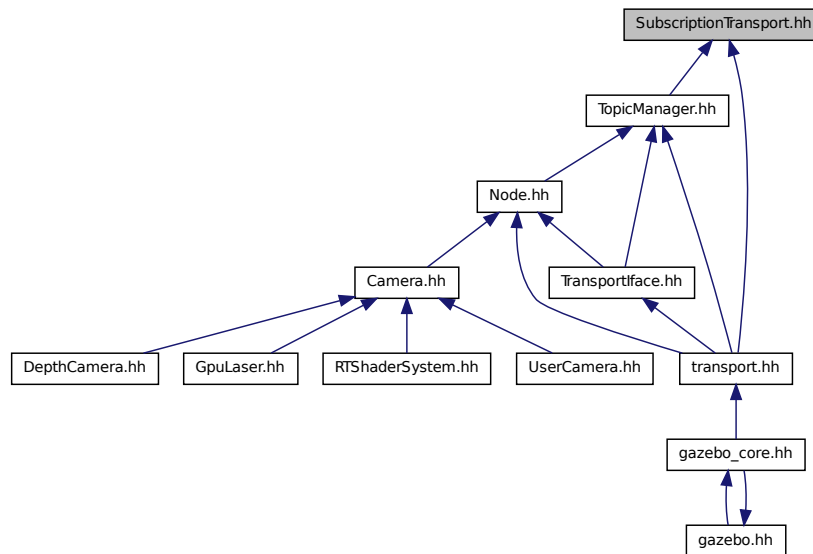 SubscriptionTransport.hh
TopicManager.hh
Node.hh
Camera.hh
TransportIface.hh
DepthCamera.hh
GpuLaser.hh
RTShaderSystem.hh
UserCamera.hh
transport.hh
gazebo_core.hh
gazebo.hh